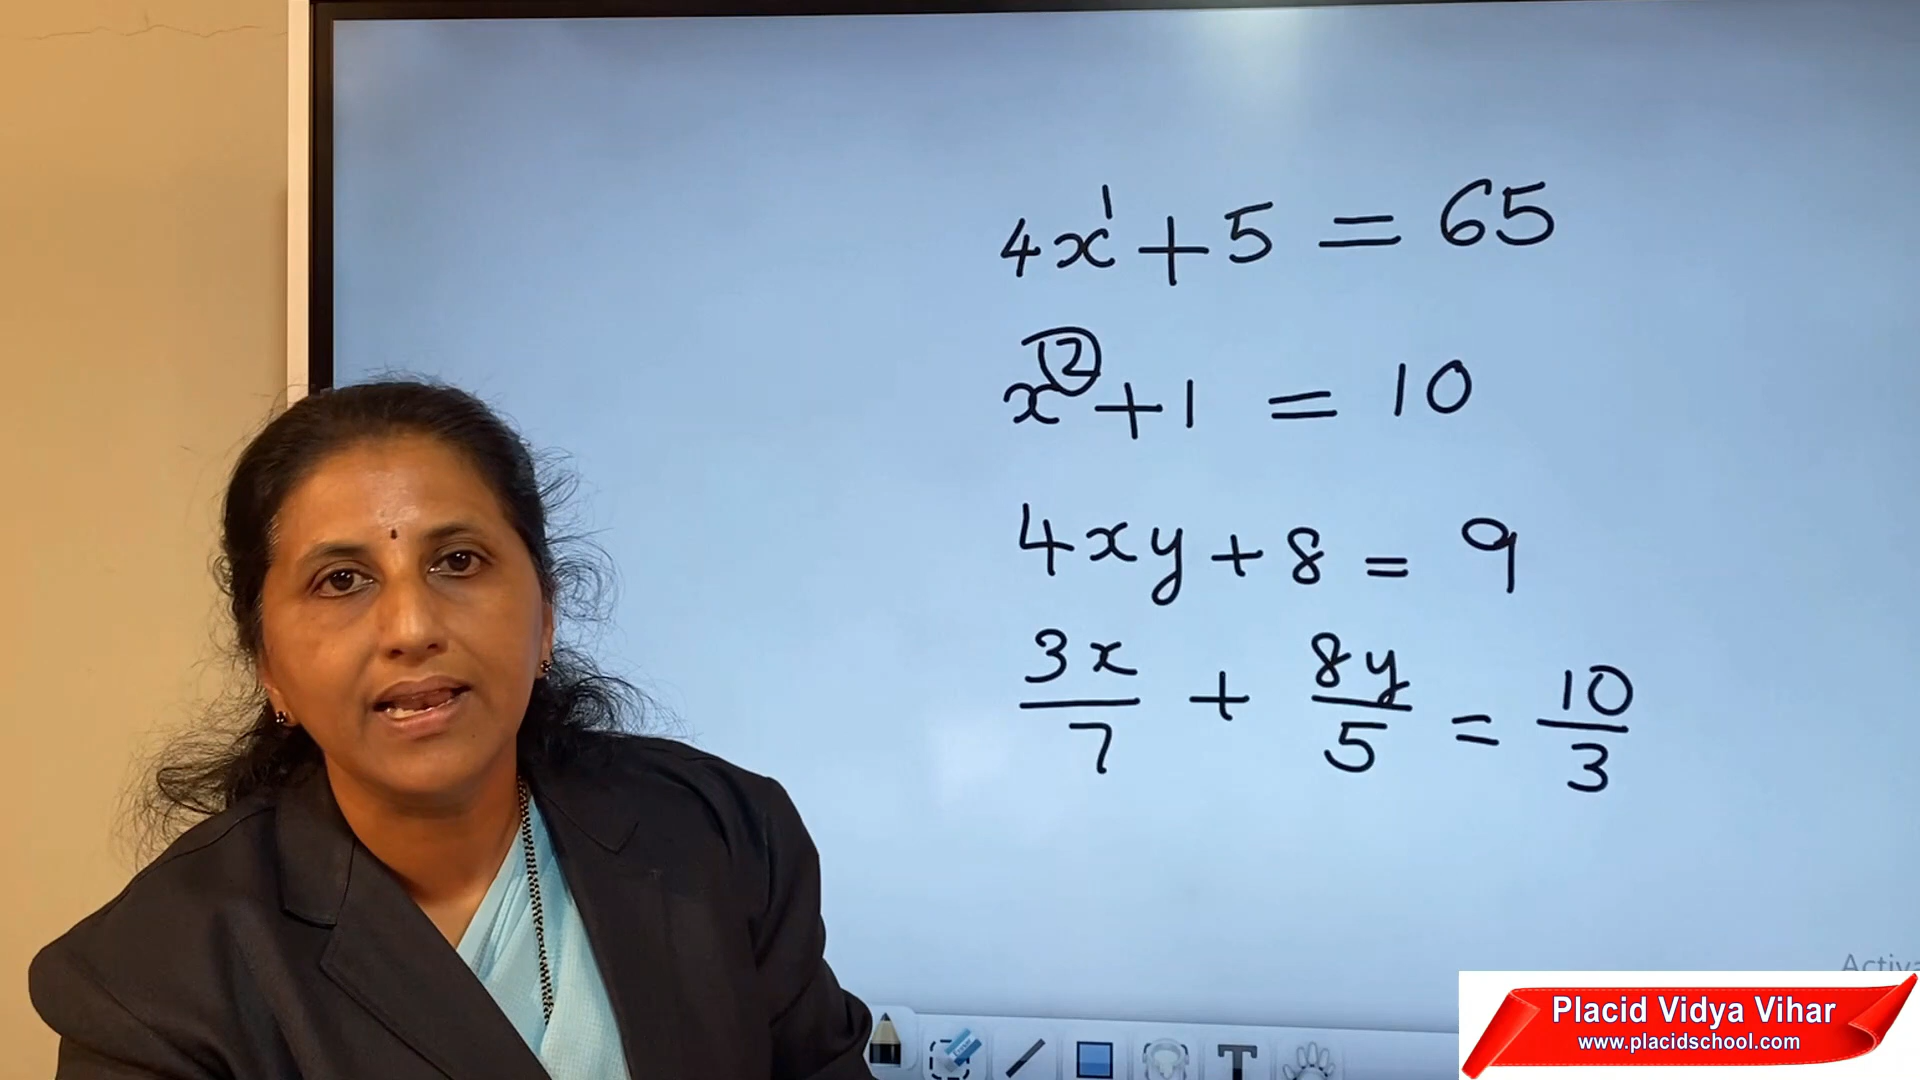 4x¹ + 5 = 65
x² + 1 = 10
4xy + 8 = 9
3x/7 + 8y/5 = 10/3
Placid Vidya Vihar
www.placidschool.com